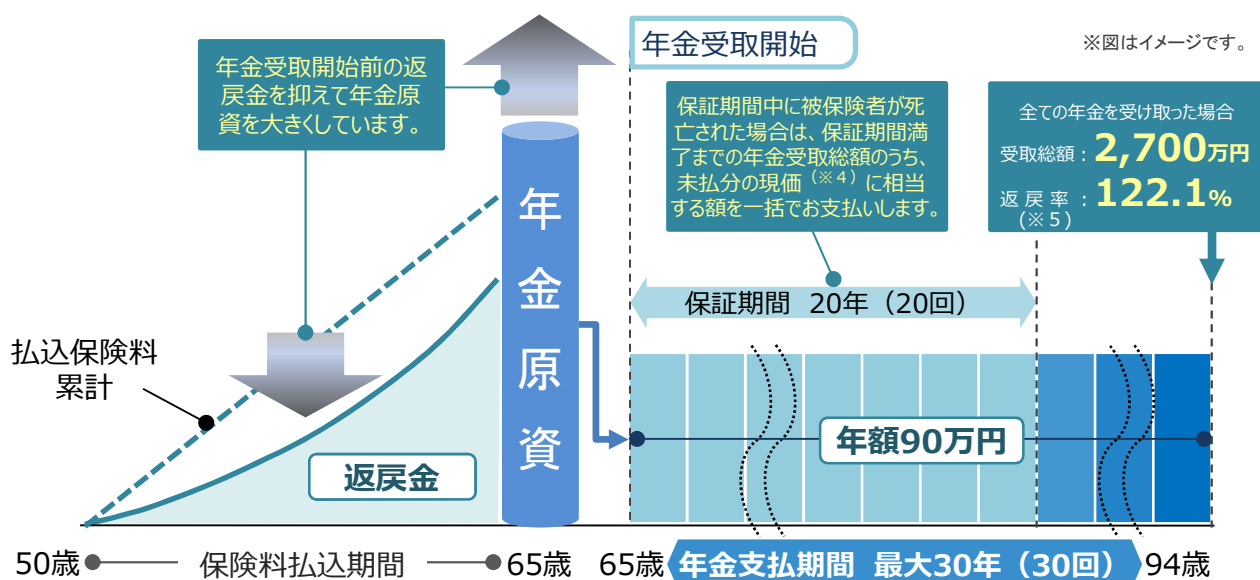 年金受取開始
※図はイメージです。
年金受取開始前の返
戻金を抑えて年金原
資を大きくしています。
保証期間中に被保険者が死
亡された場合は、保証期間満
了までの年金受取総額のうち、
未払分の現価(※4)に相当
する額を一括でお支払いします。
全ての年金を受け取った場合
受取総額:2,700万円
返戻率:122.1%
(※5)
年金原資
保証期間 20年(20回)
払込保険料
累計
返戻金
年額90万円
50歳 保険料払込期間 65歳 65歳 年金支払期間 最大30年(30回) 94歳